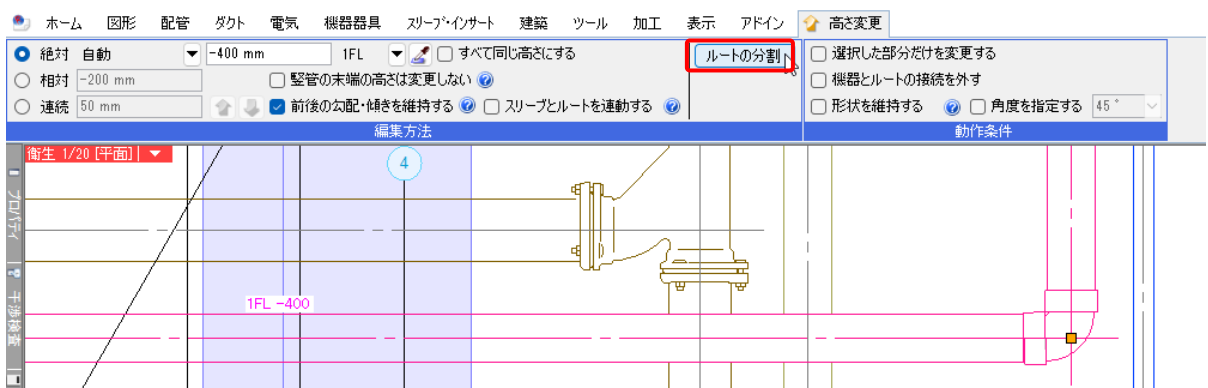 ホーム 図形 配管 ダクト 電気 機器器具 スリーブ・インサート 建築 ツール 加工 表示 アドイン 高さ変更
絶対 自動 -400 mm 1FL すべて同じ高さにする ルートの分割 選択した部分だけを変更する
相対 -200 mm 竪管の末端の高さは変更しない ? 機器とルートの接続を外す
連続 50 mm 前後の勾配・傾きを維持する ? スリーブとルートを連動する ? 形状を維持する ? 角度を指定する 45°
編集方法 動作条件
衛生 1/20 [平面]
4
プロパティ
1FL -400
干渉検査